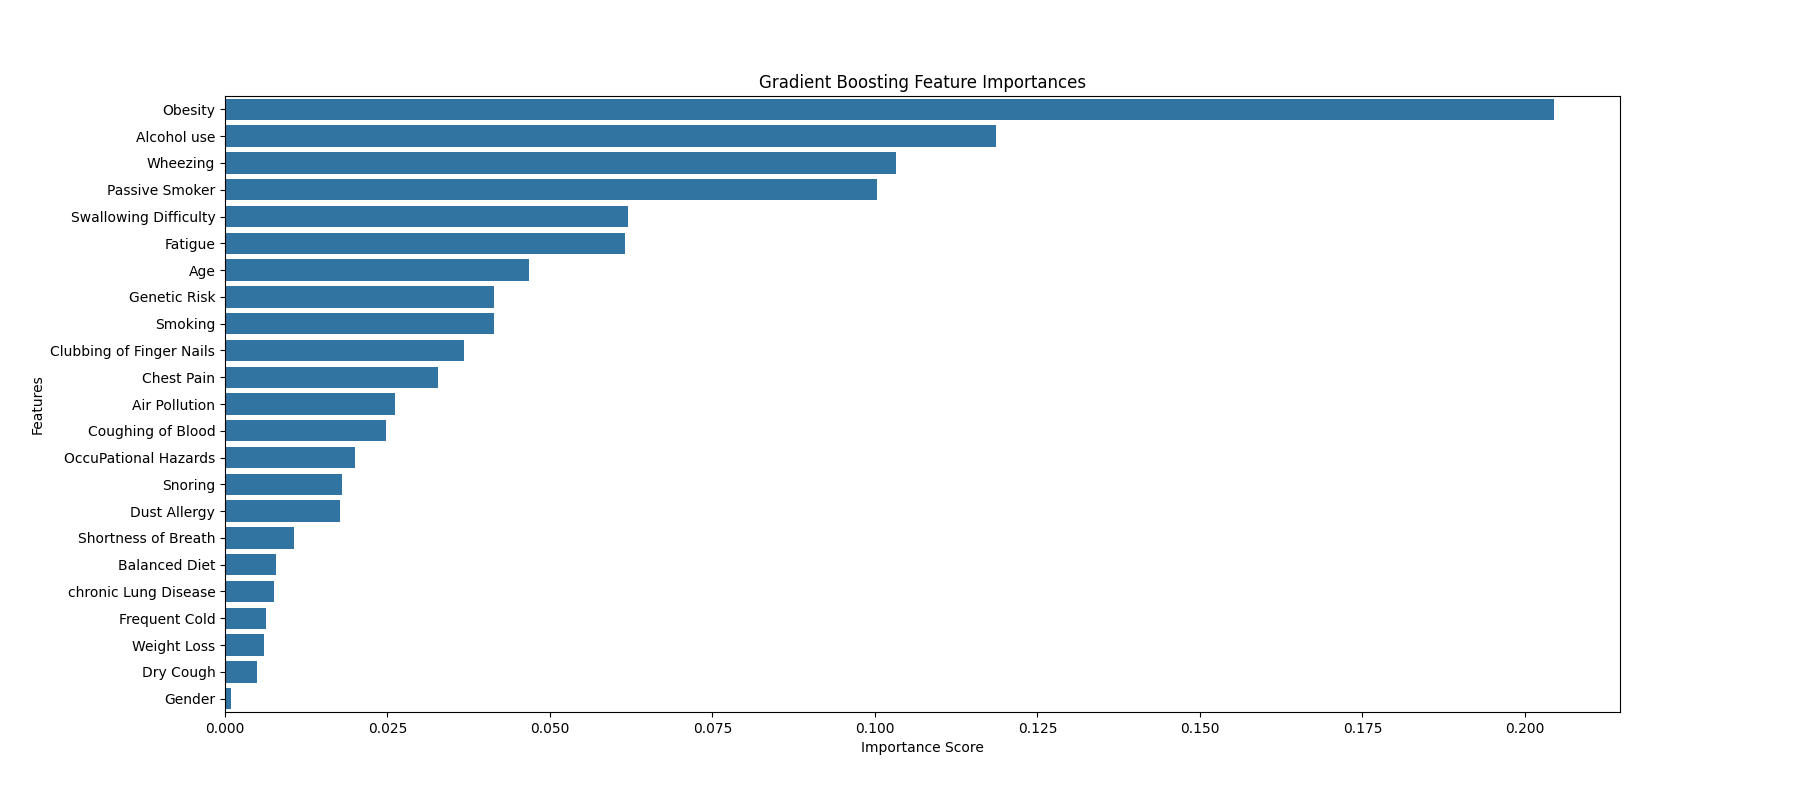 Gradient Boosting Feature Importances
Obesity
Alcohol use
Wheezing
Passive Smoker
Swallowing Difficulty
Fatigue
Age
Genetic Risk
Smoking
Clubbing of Finger Nails
Chest Pain
Air Pollution
Coughing of Blood
OccuPational Hazards
Snoring
Dust Allergy
Shortness of Breath
Balanced Diet
chronic Lung Disease
Frequent Cold
Weight Loss
Dry Cough
Gender
Features
0.000 0.025 0.050 0.075 0.100 0.125 0.150 0.175 0.200
Importance Score